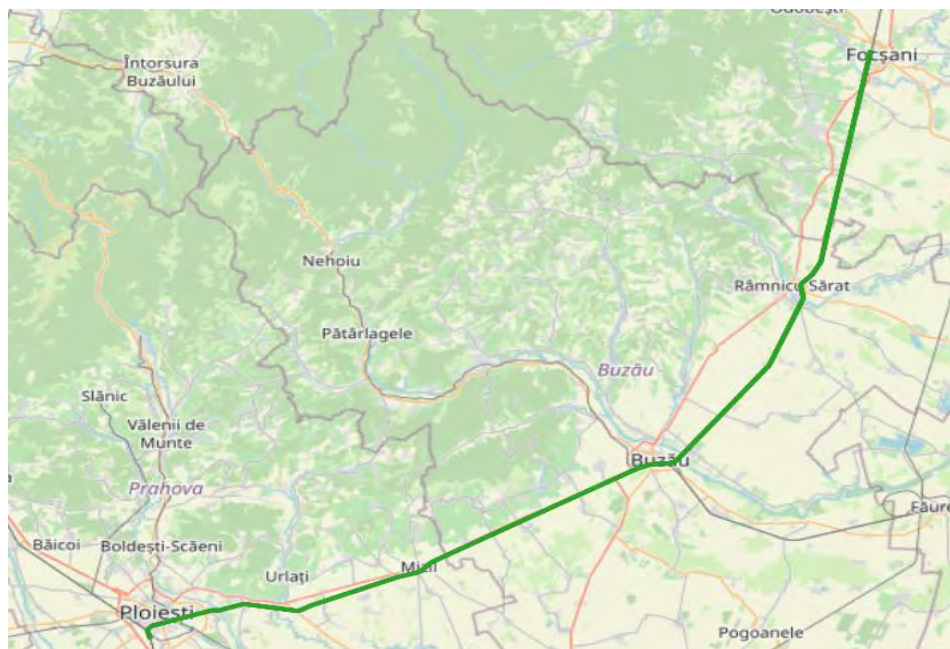 Odobești
Focșani
Întorsura
Buzăului
Nehoiu
Râmnicu Sărat
Pătârlagele
Buzău
Slănic
Vălenii de
Munte
Buzău
Prahova
Făure
Băicoi
Boldești-Scăeni
Urlați
Mizil
Ploiești
Pogoanele